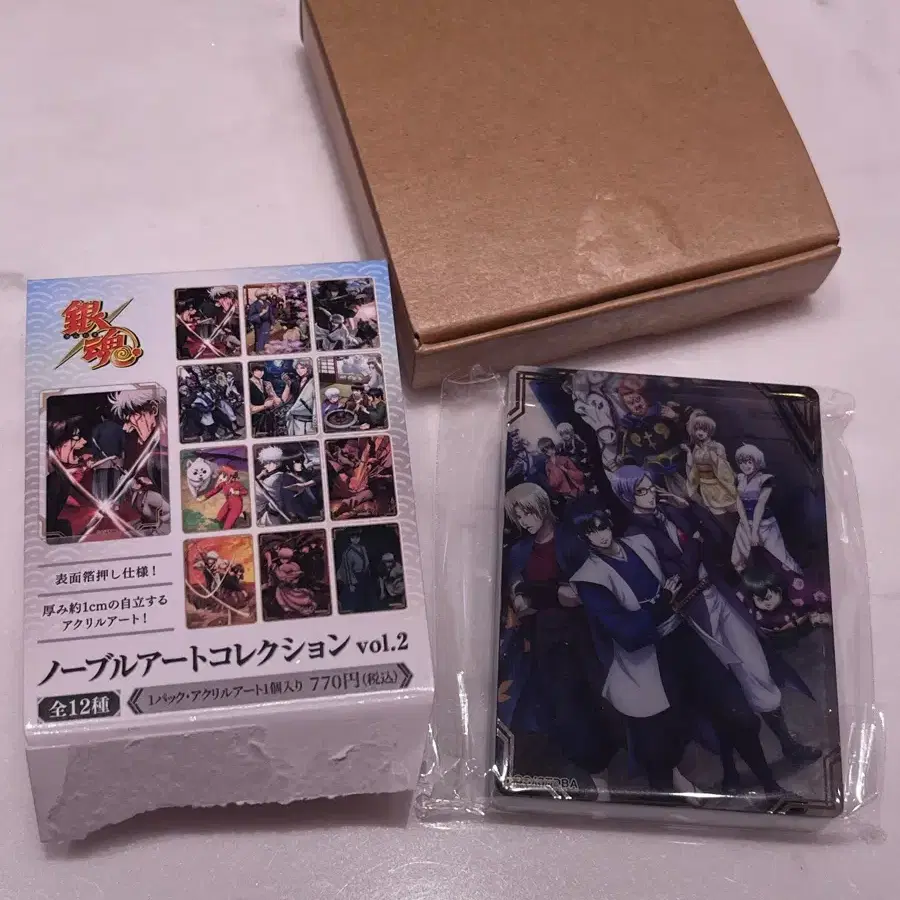 銀魂
表面箔押し仕様!
厚み約1cmの自立する
アクリルアート!
ノーブルアートコレクション vol.2
全12種
1パック・アクリルアート1個入り 770円(税込)